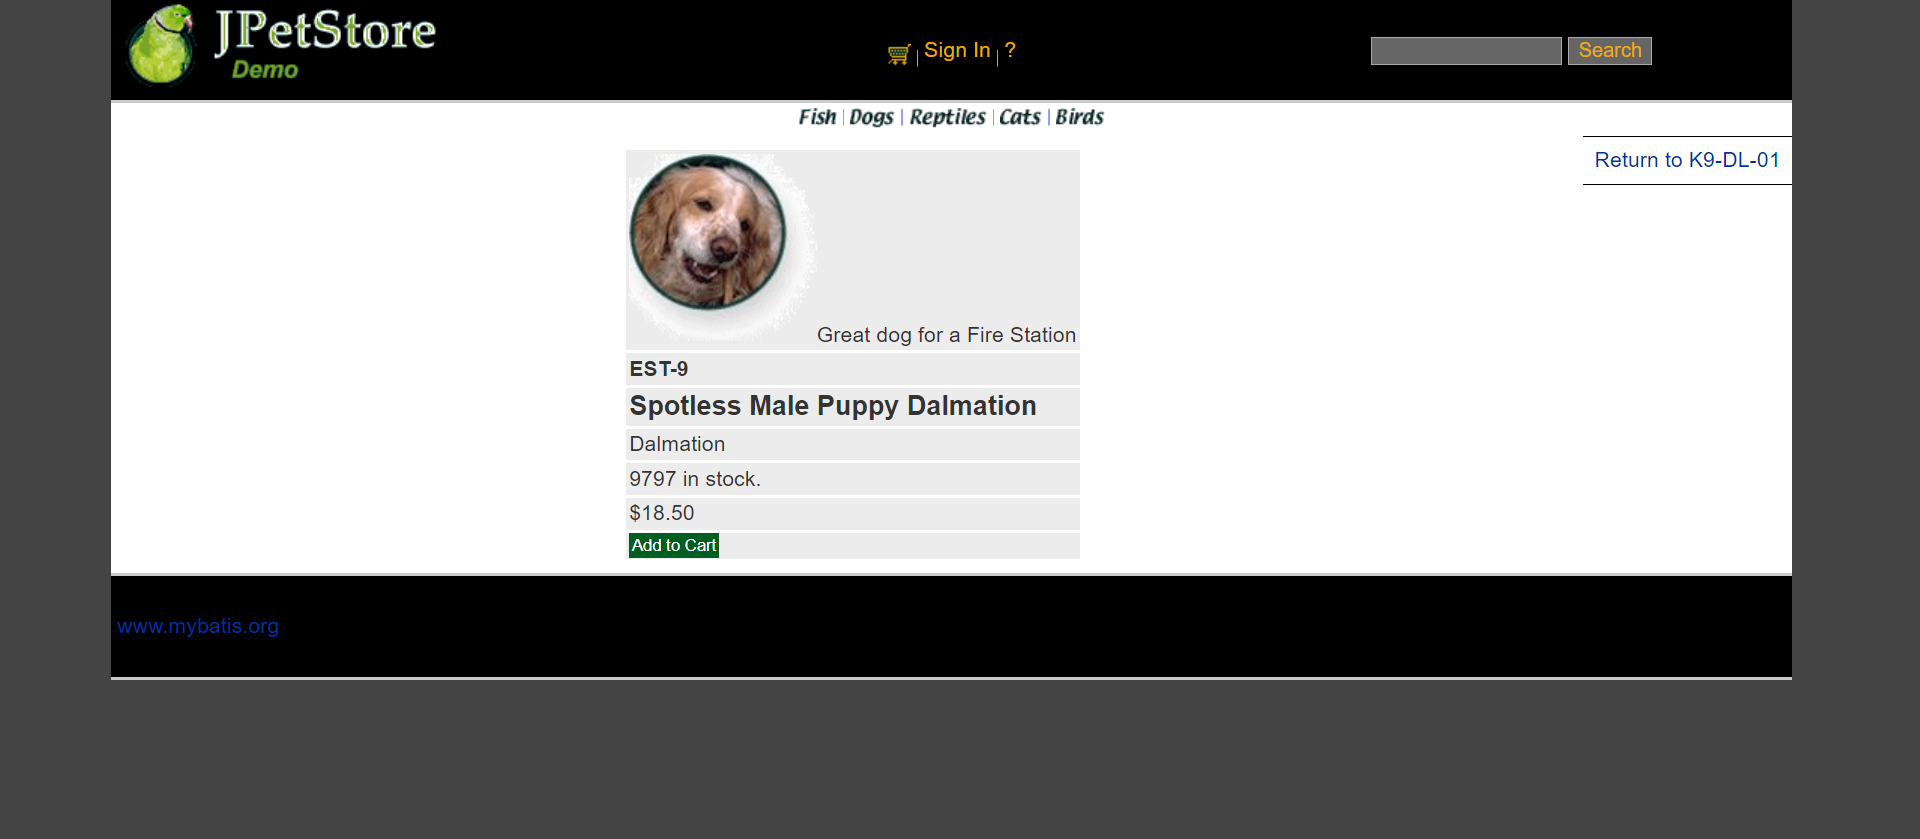 JPetStore
Demo
Sign In | ?
Search
Fish | Dogs | Reptiles | Cats | Birds
Return to K9-DL-01
Great dog for a Fire Station
EST-9
Spotless Male Puppy Dalmation
Dalmation
9797 in stock.
$18.50
Add to Cart
www.mybatis.org